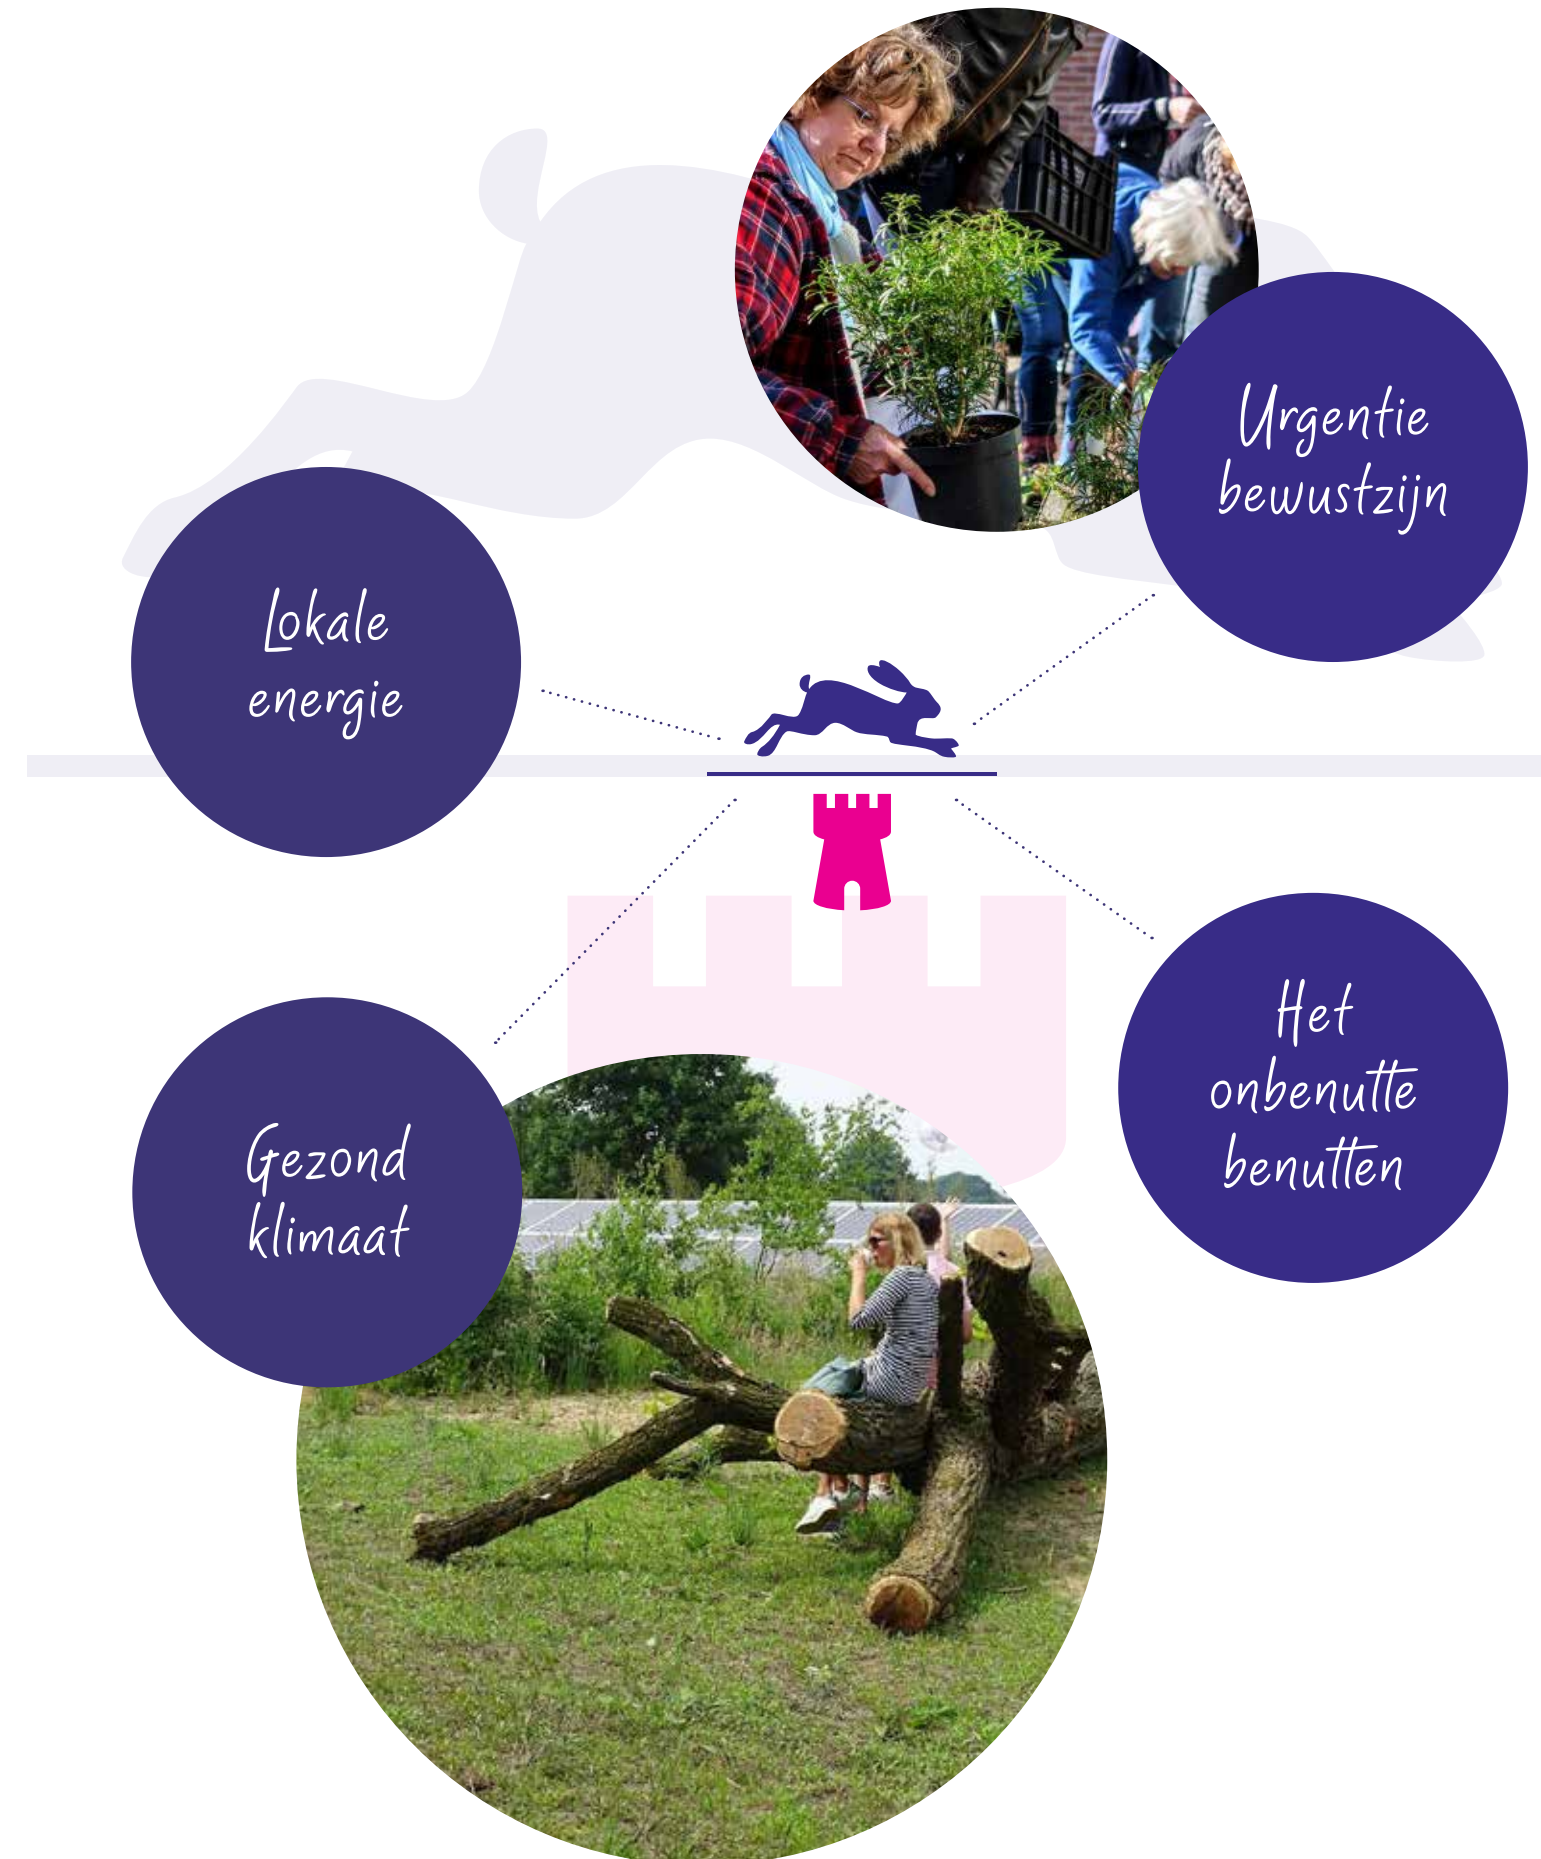 Urgentie
bewustzijn
Lokale
energie
Het
onbenutte
benutten
Gezond
klimaat